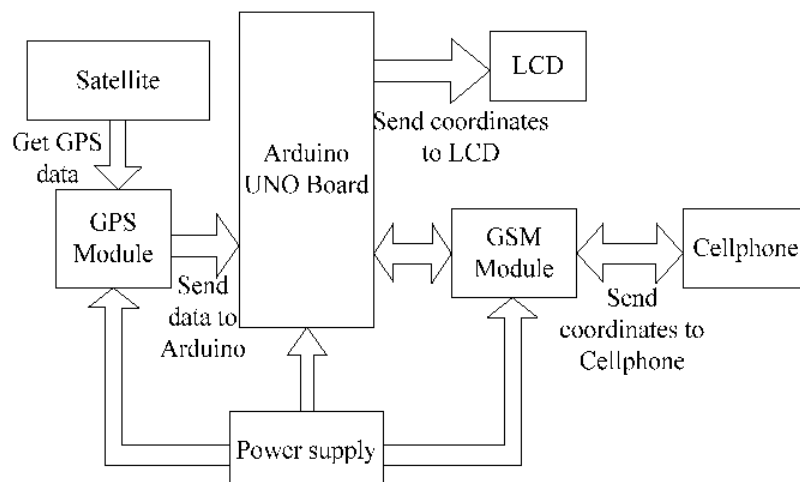 Satellite
Get GPS
data
GPS
Module
Send
data to
Arduino
Arduino
UNO Board
LCD
Send coordinates
to LCD
GSM
Module
Cellphone
Send
coordinates to
Cellphone
Power supply